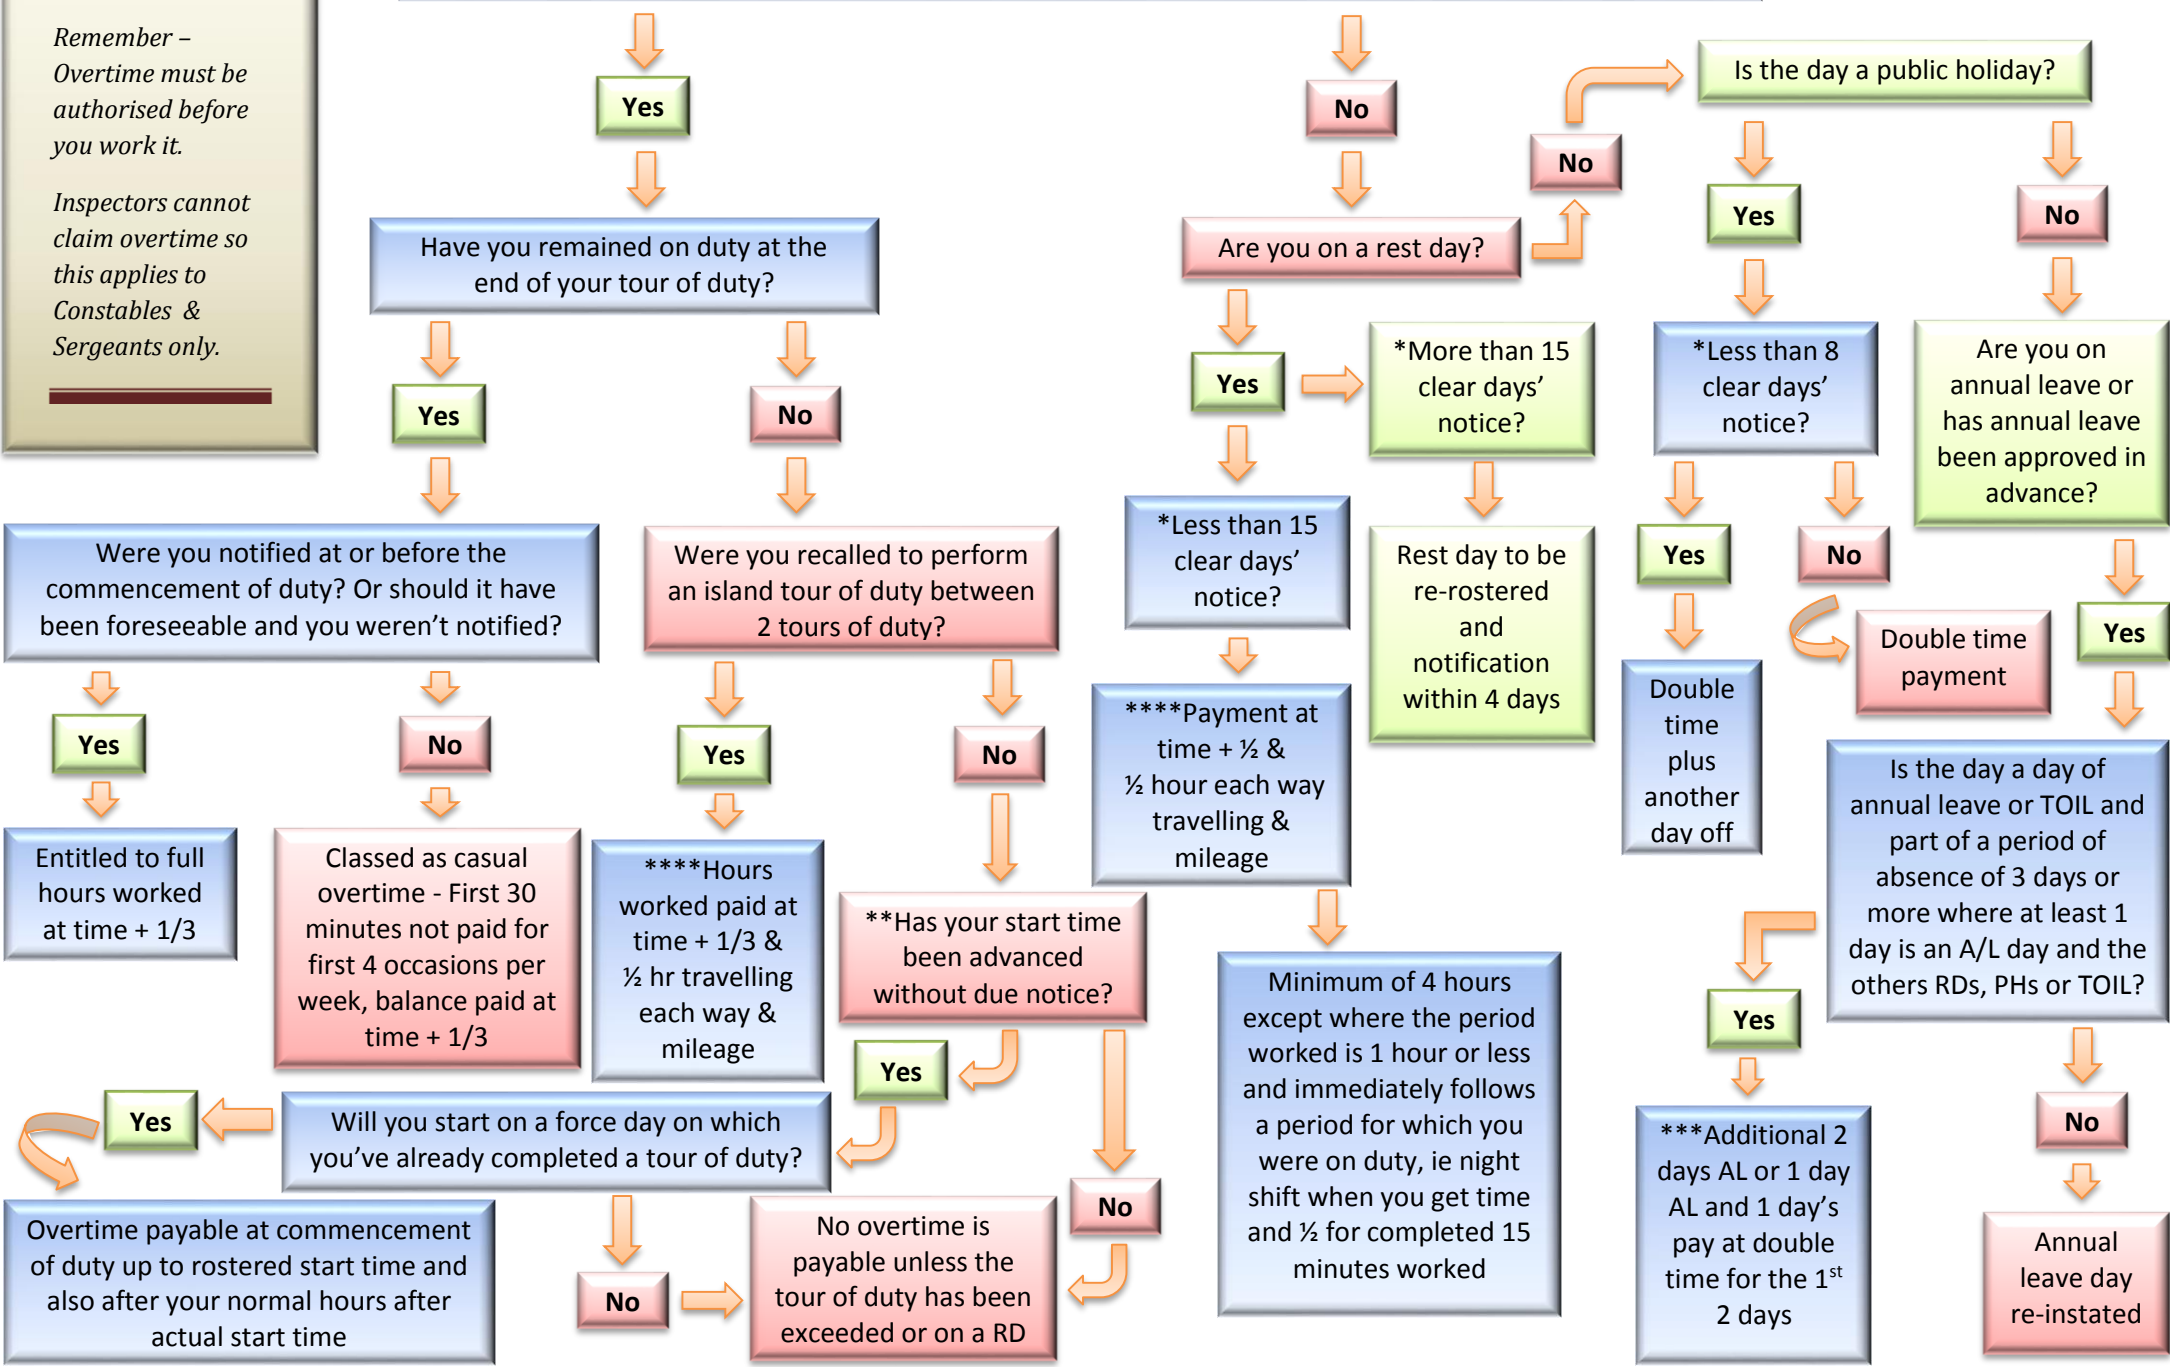 Remember –
Overtime must be
authorised before
you work it.
Inspectors cannot
claim overtime so
this applies to
Constables &
Sergeants only.
Yes
No
No
Is the day a public holiday?
Yes
No
Have you remained on duty at the
end of your tour of duty?
Are you on a rest day?
Yes
No
Yes
*More than 15
clear days’
notice?
*Less than 8
clear days’
notice?
Are you on
annual leave or
has annual leave
been approved in
advance?
Were you notified at or before the
commencement of duty? Or should it have
been foreseeable and you weren’t notified?
Were you recalled to perform
an island tour of duty between
2 tours of duty?
*Less than 15
clear days’
notice?
Rest day to be
re-rostered
and
notification
within 4 days
Yes
No
Yes
Double time
payment
Double
time
plus
another
day off
Yes
No
Yes
No
****Payment at
time + ½ &
½ hour each way
travelling &
mileage
Is the day a day of
annual leave or TOIL and
part of a period of
absence of 3 days or
more where at least 1
day is an A/L day and the
others RDs, PHs or TOIL?
Entitled to full
hours worked
at time + 1/3
Classed as casual
overtime - First 30
minutes not paid for
first 4 occasions per
week, balance paid at
time + 1/3
****Hours
worked paid at
time + 1/3 &
½ hr travelling
each way &
mileage
**Has your start time
been advanced
without due notice?
Minimum of 4 hours
except where the period
worked is 1 hour or less
and immediately follows
a period for which you
were on duty, ie night
shift when you get time
and ½ for completed 15
minutes worked
Yes
No
Yes
Yes
Will you start on a force day on which
you’ve already completed a tour of duty?
***Additional 2
days AL or 1 day
AL and 1 day’s
pay at double
time for the 1st
2 days
Annual
leave day
re-instated
Overtime payable at commencement
of duty up to rostered start time and
also after your normal hours after
actual start time
No
No overtime is
payable unless the
tour of duty has been
exceeded or on a RD
No